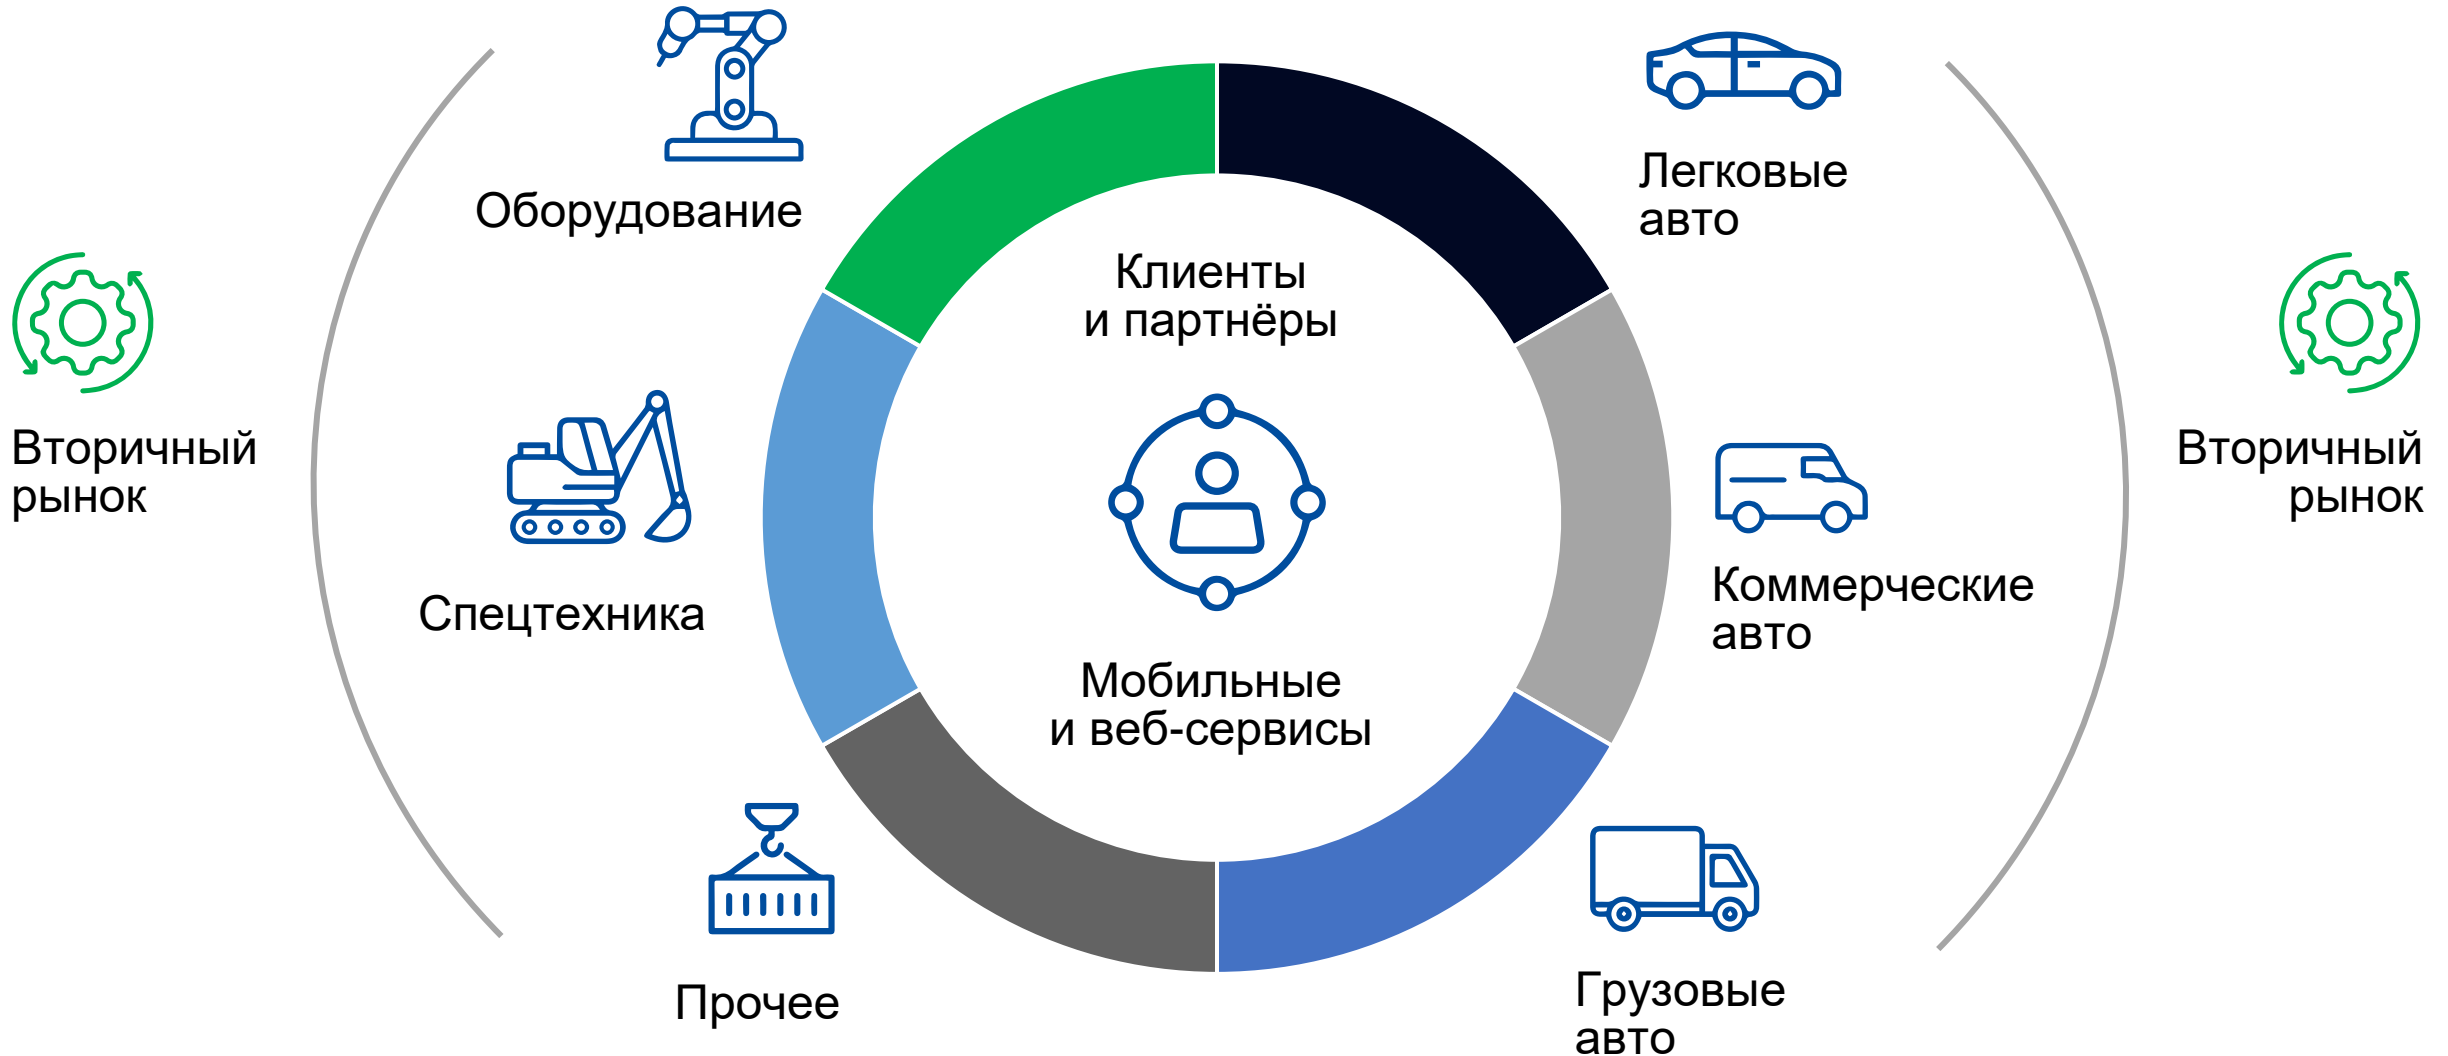 Оборудование
Легковые
авто
Клиенты
и партнёры
Вторичный
рынок
Спецтехника
Коммерческие
авто
Вторичный
рынок
Мобильные
и веб-сервисы
Прочее
Грузовые
авто